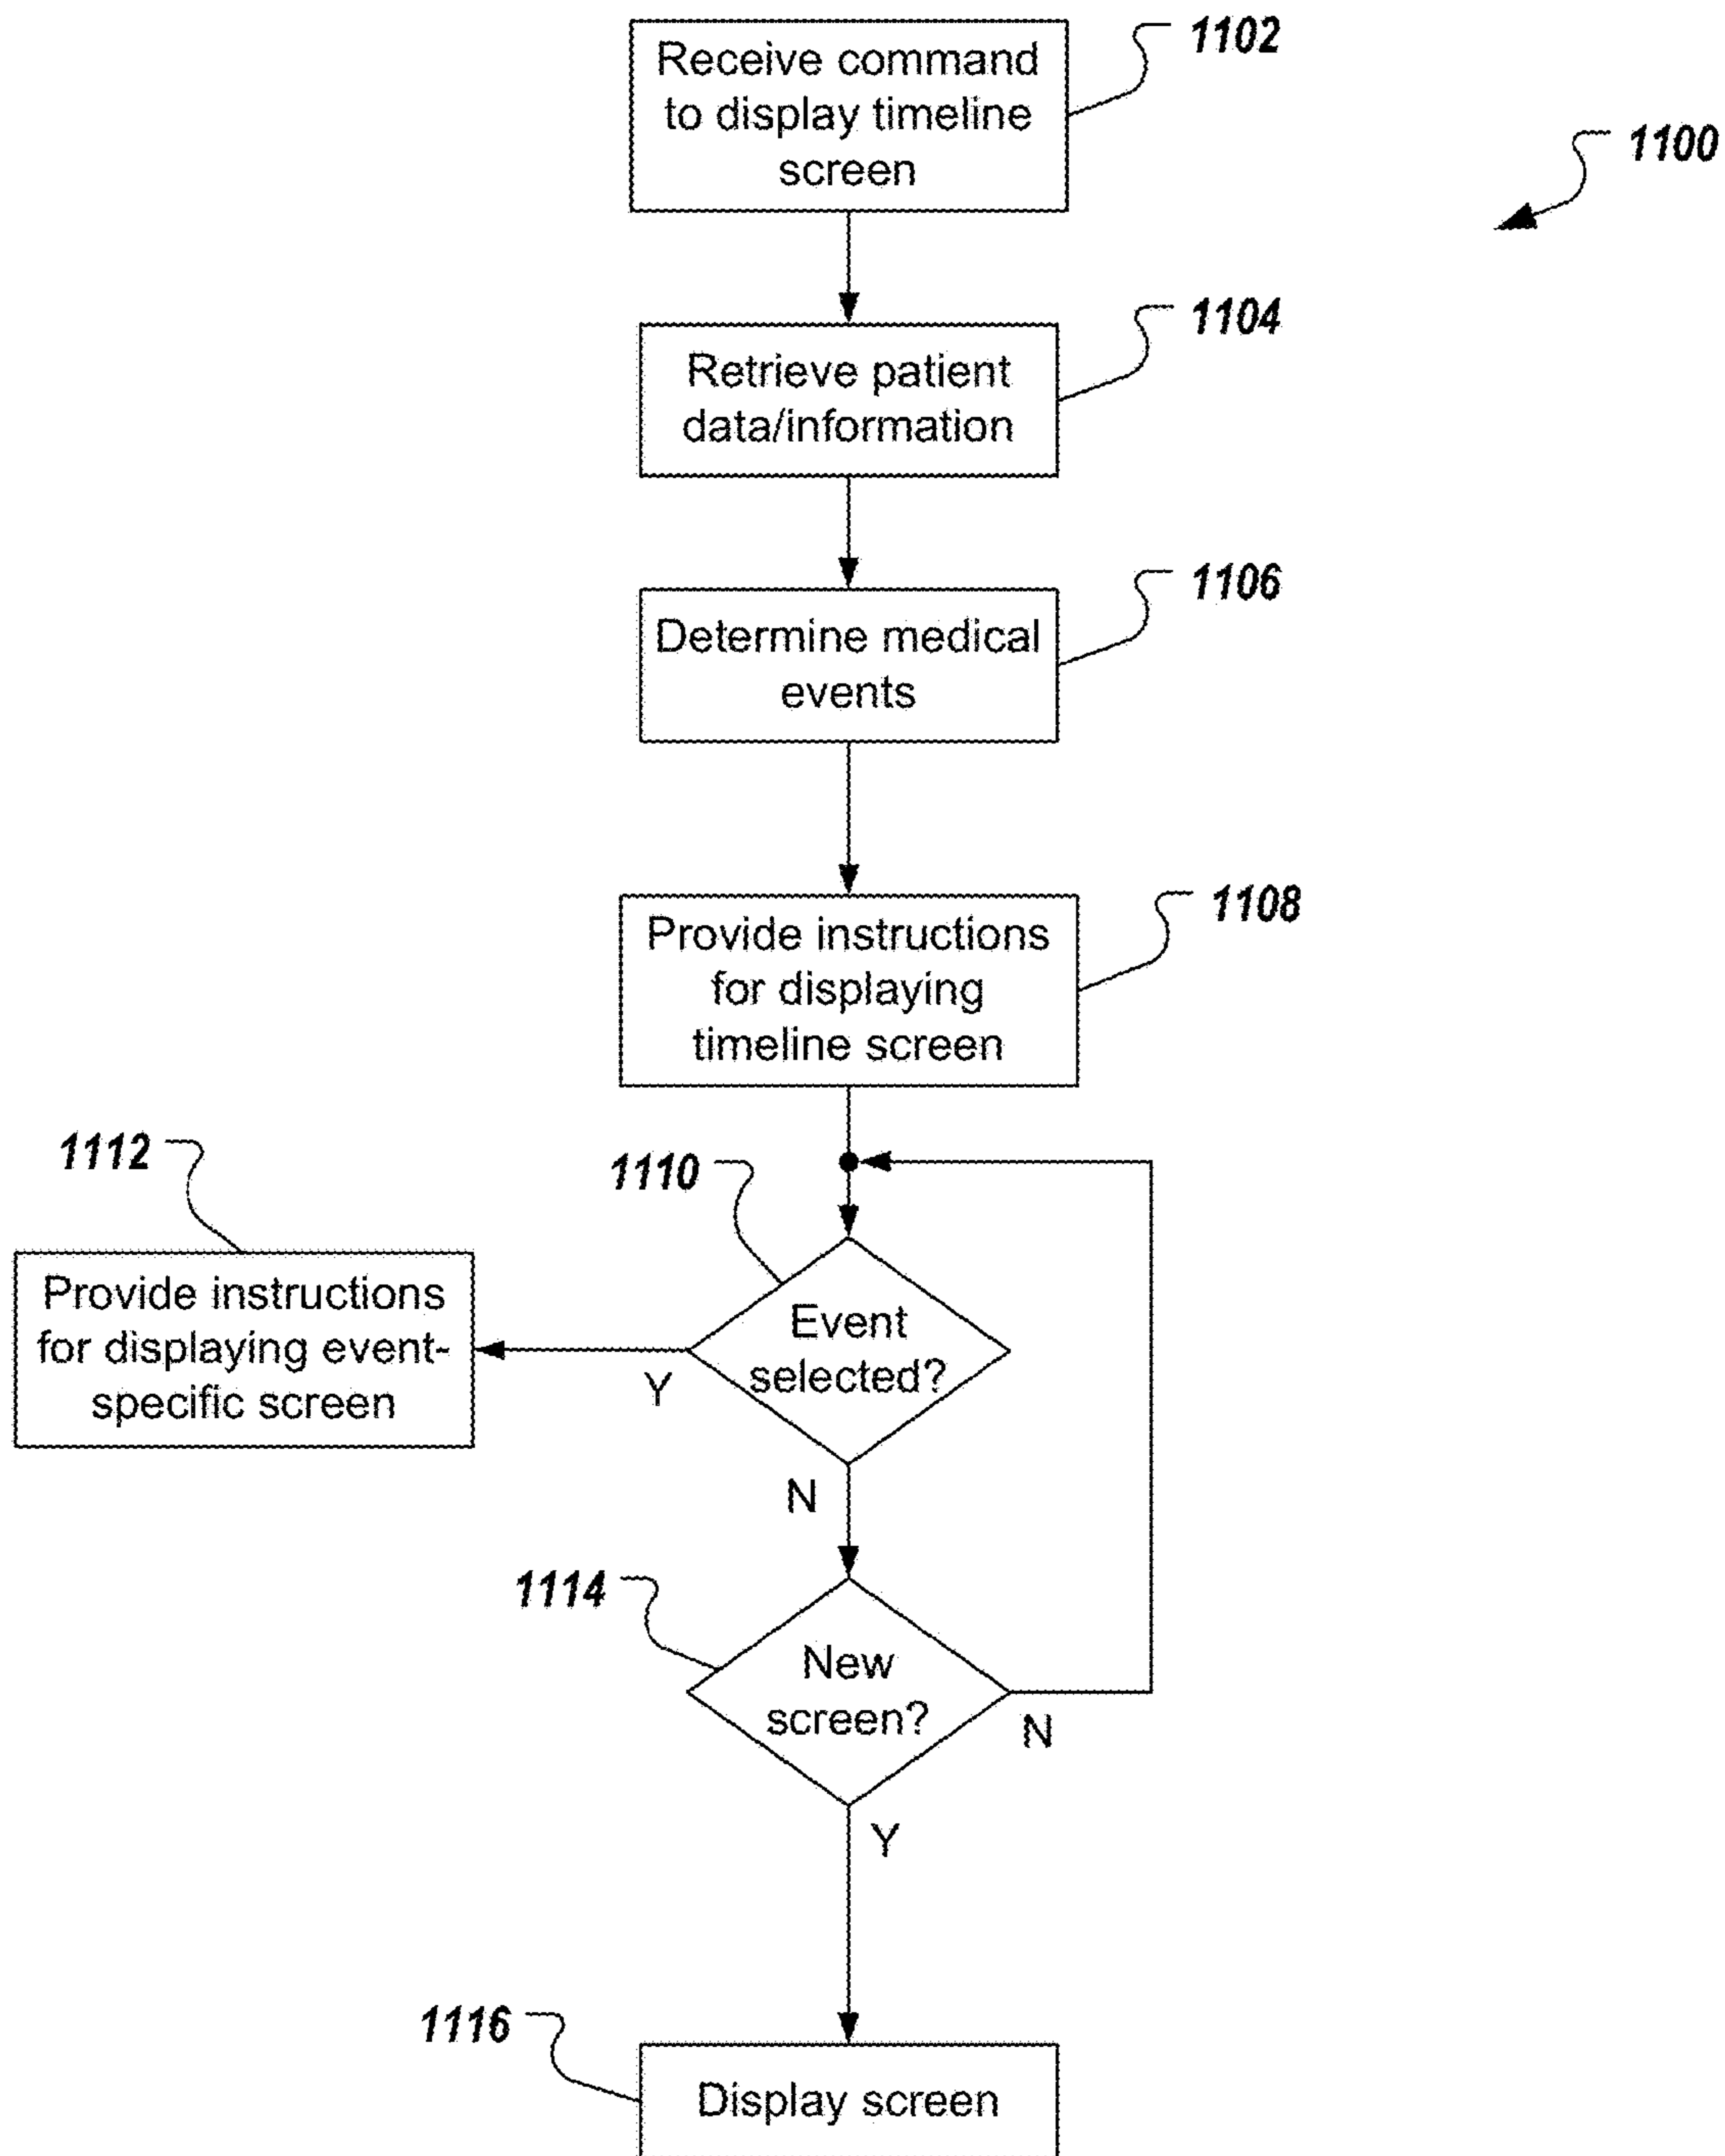 Receive command
to display timeline
screen
1102
1100
Retrieve patient
data/information
1104
Determine medical
events
1106
Provide instructions
for displaying
timeline screen
1108
1112
1110
Provide instructions
for displaying event-
specific screen
Event
selected?
Y
N
1114
New
screen?
N
Y
1116
Display screen